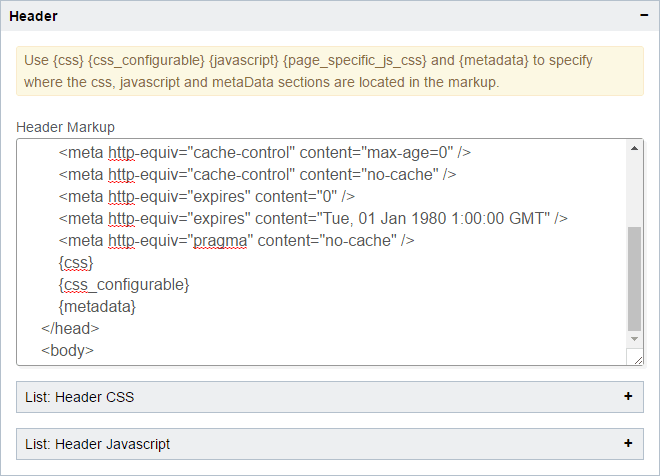 Header −
Use {css} {css_configurable} {javascript} {page_specific_js_css} and {metadata} to specify
where the css, javascript and metaData sections are located in the markup.
Header Markup
<meta http-equiv="cache-control" content="max-age=0" />
<meta http-equiv="cache-control" content="no-cache" />
<meta http-equiv="expires" content="0" />
<meta http-equiv="expires" content="Tue, 01 Jan 1980 1:00:00 GMT" />
<meta http-equiv="pragma" content="no-cache" />
{css}
{css_configurable}
{metadata}
</head>
<body>
List: Header CSS +
List: Header Javascript +